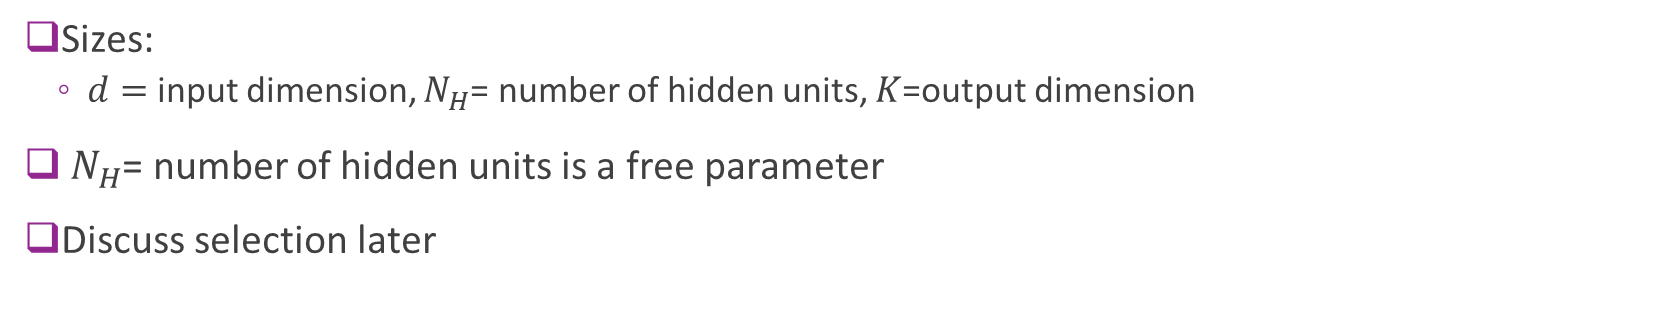 ❑Sizes:
◦ d = input dimension, N_H= number of hidden units, K=output dimension
❑ N_H= number of hidden units is a free parameter
❑Discuss selection later